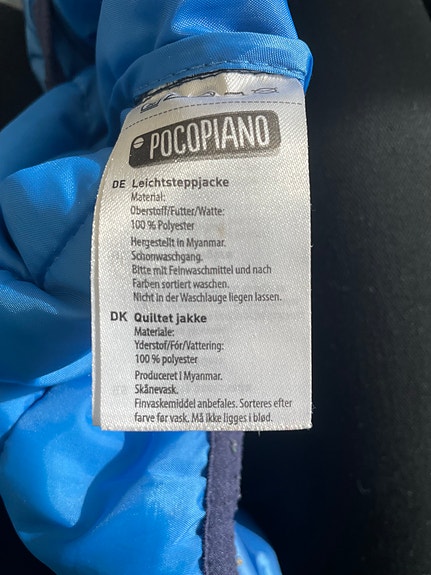 POCOPIANO
DE Leichtsteppjacke
Material:
Oberstoff/Futter/Watte:
100 % Polyester
Hergestellt in Myanmar.
Schonwaschgang.
Bitte mit Feinwaschmittel und nach
Farben sortiert waschen.
Nicht in der Waschlauge liegen lassen.
DK Quiltet jakke
Materiale:
Yderstof/Fór/Vattering:
100 % polyester
Produceret i Myanmar.
Skånevask.
Finvaskemiddel anbefales. Sorteres efter
farve før vask. Må ikke ligges i blød.